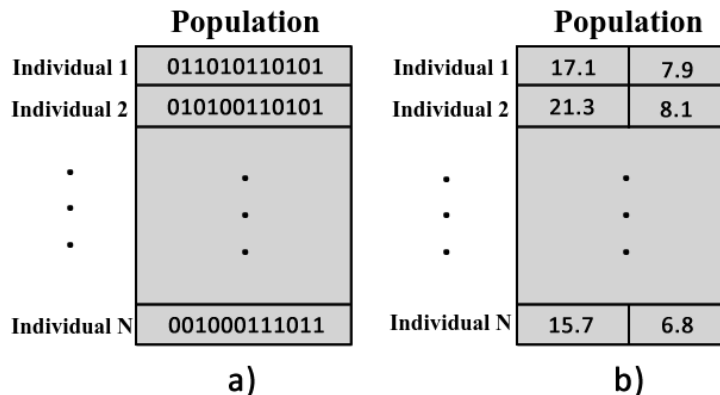 Population
Individual 1 011010110101
Individual 2 010100110101
Individual N 001000111011
a)
Population
Individual 1 17.1 7.9
Individual 2 21.3 8.1
Individual N 15.7 6.8
b)